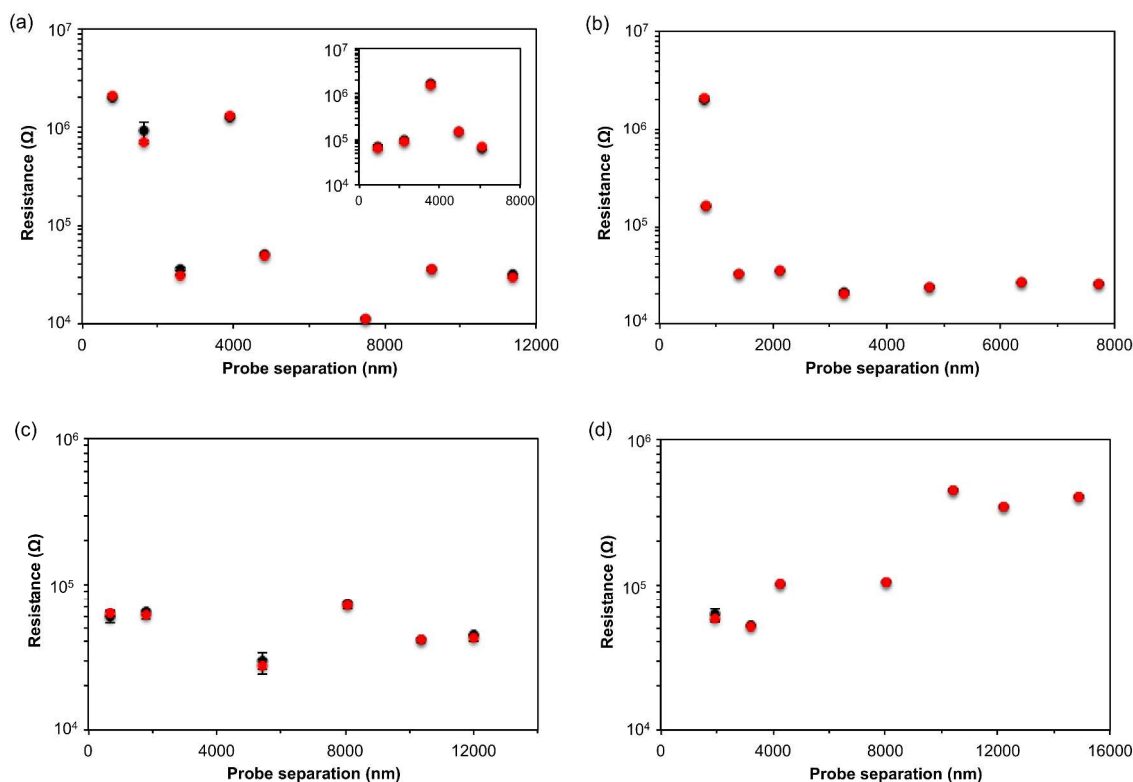 (a)
10⁷
10⁶
10⁵
10⁴
Resistance (Ω)
0 4000 8000 12000
Probe separation (nm)
10⁷
10⁶
10⁵
10⁴
0 4000 8000
(b)
10⁷
10⁶
10⁵
10⁴
Resistance (Ω)
0 2000 4000 6000 8000
Probe separation (nm)
(c)
10⁶
10⁵
10⁴
Resistance (Ω)
0 4000 8000 12000
Probe separation (nm)
(d)
10⁶
10⁵
10⁴
Resistance (Ω)
0 4000 8000 12000 16000
Probe separation (nm)